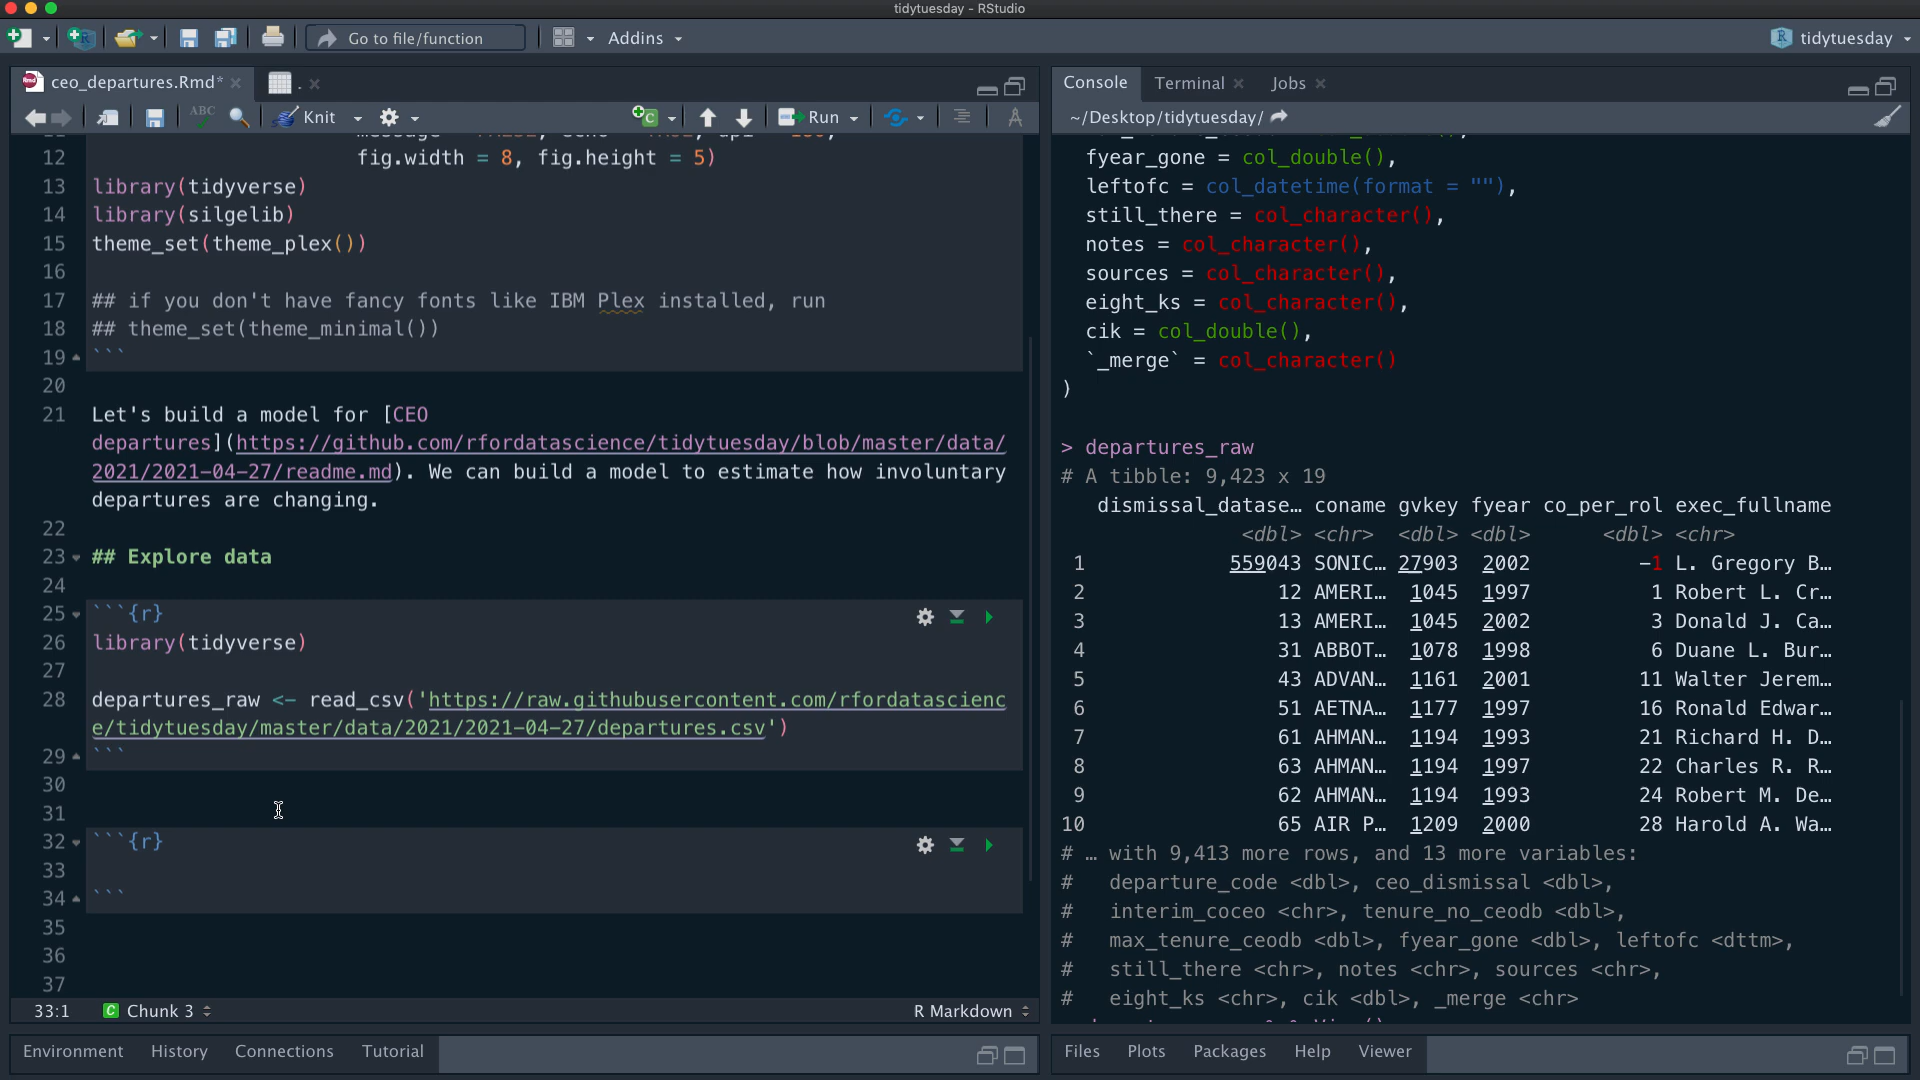 tidytuesday - RStudio
Go to file/function
Addins
tidytuesday
ceo_departures.Rmd*
.
ABC
Knit
Run
12 fig.width = 8, fig.height = 5)
13 library(tidyverse)
14 library(silgelib)
15 theme_set(theme_plex())
16
17 ## if you don't have fancy fonts like IBM Plex installed, run
18 ## theme_set(theme_minimal())
19 ```
20
21 Let's build a model for [CEO
departures](https://github.com/rfordatascience/tidytuesday/blob/master/data/
2021/2021-04-27/readme.md). We can build a model to estimate how involuntary
departures are changing.
22
23 ## Explore data
24
25 ```{r}
26 library(tidyverse)
27
28 departures_raw <- read_csv('https://raw.githubusercontent.com/rfordatascienc
e/tidytuesday/master/data/2021/2021-04-27/departures.csv')
29 ```
30
31
32 ```{r}
33
34 ```
35
36
37
33:1 C Chunk 3 R Markdown
Environment History Connections Tutorial
Console Terminal Jobs
~/Desktop/tidytuesday/
fyear_gone = col_double(),
leftofc = col_datetime(format = ""),
still_there = col_character(),
notes = col_character(),
sources = col_character(),
eight_ks = col_character(),
cik = col_double(),
`_merge` = col_character()
)
> departures_raw
# A tibble: 9,423 x 19
dismissal_datase… coname gvkey fyear co_per_rol exec_fullname
<dbl> <chr> <dbl> <dbl> <dbl> <chr>
1 559043 SONIC… 27903 2002 -1 L. Gregory B…
2 12 AMERI… 1045 1997 1 Robert L. Cr…
3 13 AMERI… 1045 2002 3 Donald J. Ca…
4 31 ABBOT… 1078 1998 6 Duane L. Bur…
5 43 ADVAN… 1161 2001 11 Walter Jerem…
6 51 AETNA… 1177 1997 16 Ronald Edwar…
7 61 AHMAN… 1194 1993 21 Richard H. D…
8 63 AHMAN… 1194 1997 22 Charles R. R…
9 62 AHMAN… 1194 1993 24 Robert M. De…
10 65 AIR P… 1209 2000 28 Harold A. Wa…
# … with 9,413 more rows, and 13 more variables:
# departure_code <dbl>, ceo_dismissal <dbl>,
# interim_coceo <chr>, tenure_no_ceodb <dbl>,
# max_tenure_ceodb <dbl>, fyear_gone <dbl>, leftofc <dttm>,
# still_there <chr>, notes <chr>, sources <chr>,
# eight_ks <chr>, cik <dbl>, _merge <chr>
Files Plots Packages Help Viewer